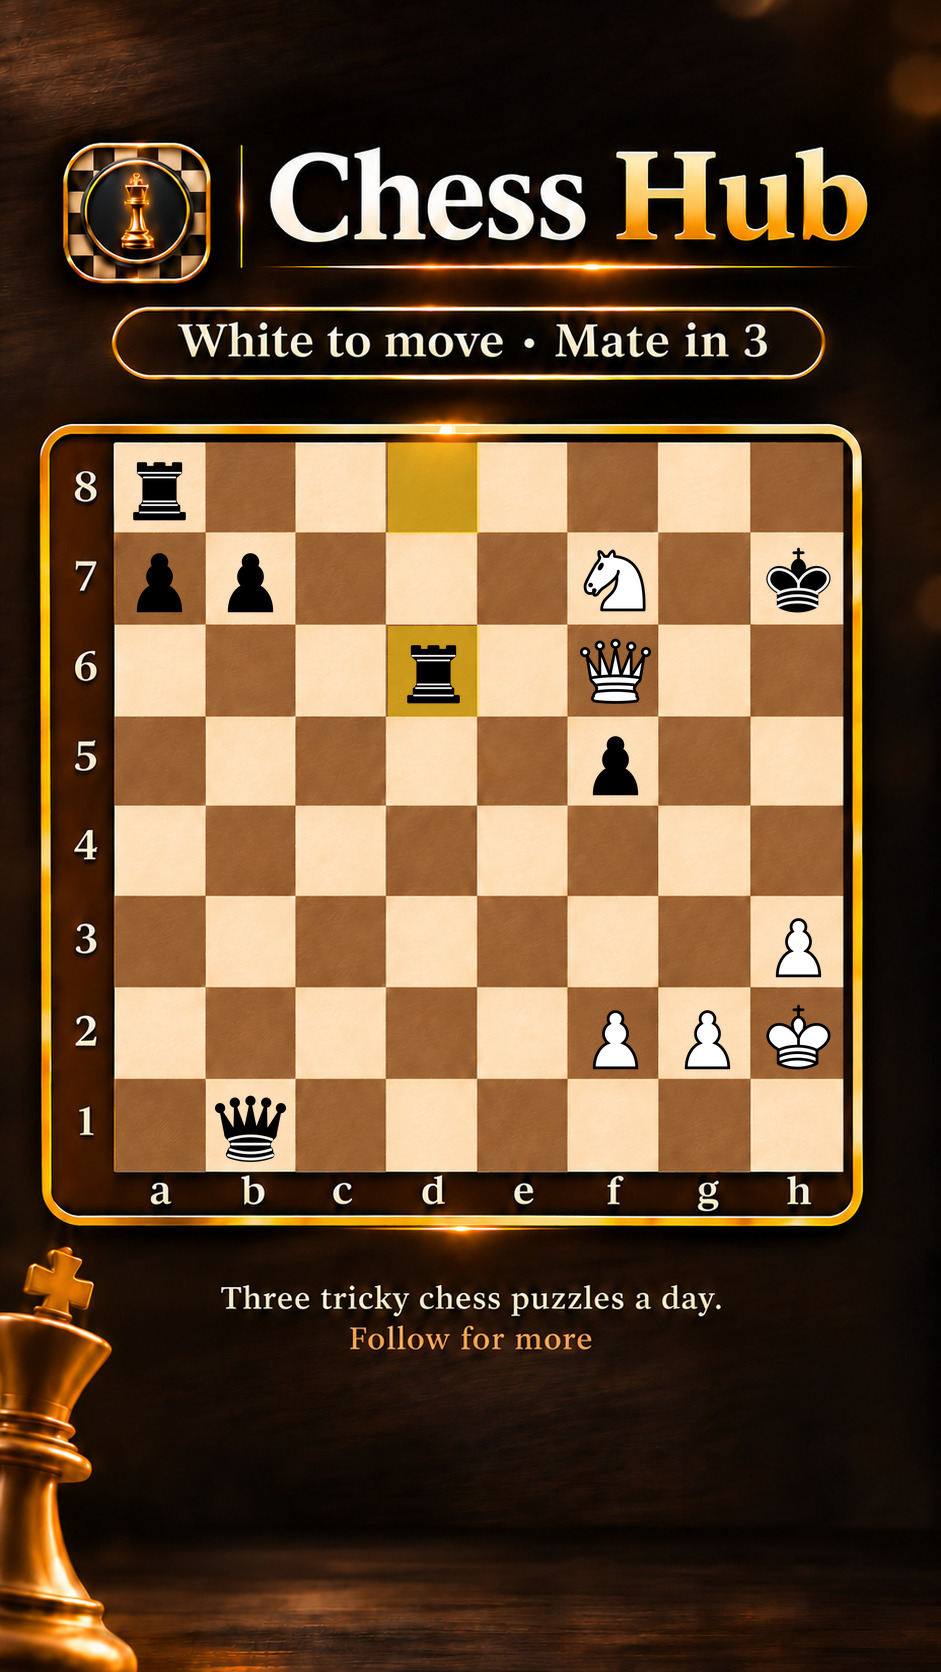 Chess Hub
White to move • Mate in 3
8
7
6
5
4
3
2
1
a b c d e f g h
Three tricky chess puzzles a day.
Follow for more